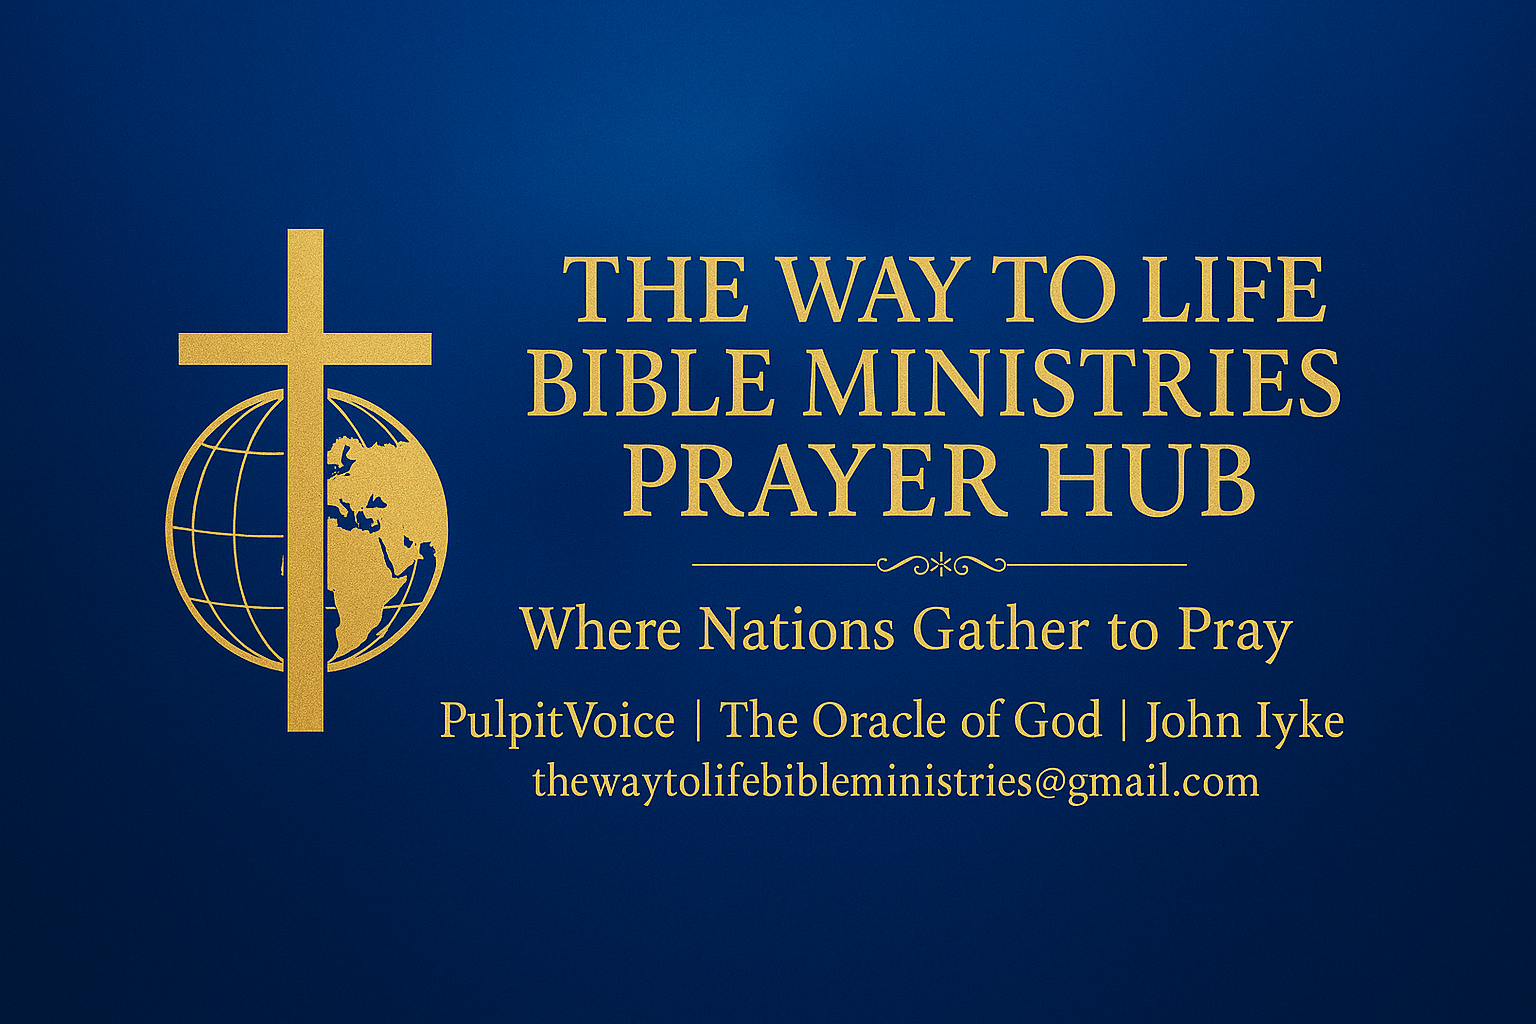 THE WAY TO LIFE
BIBLE MINISTRIES
PRAYER HUB
Where Nations Gather to Pray
PulpitVoice | The Oracle of God | John Iyke
thewaytolifebibleministries@gmail.com